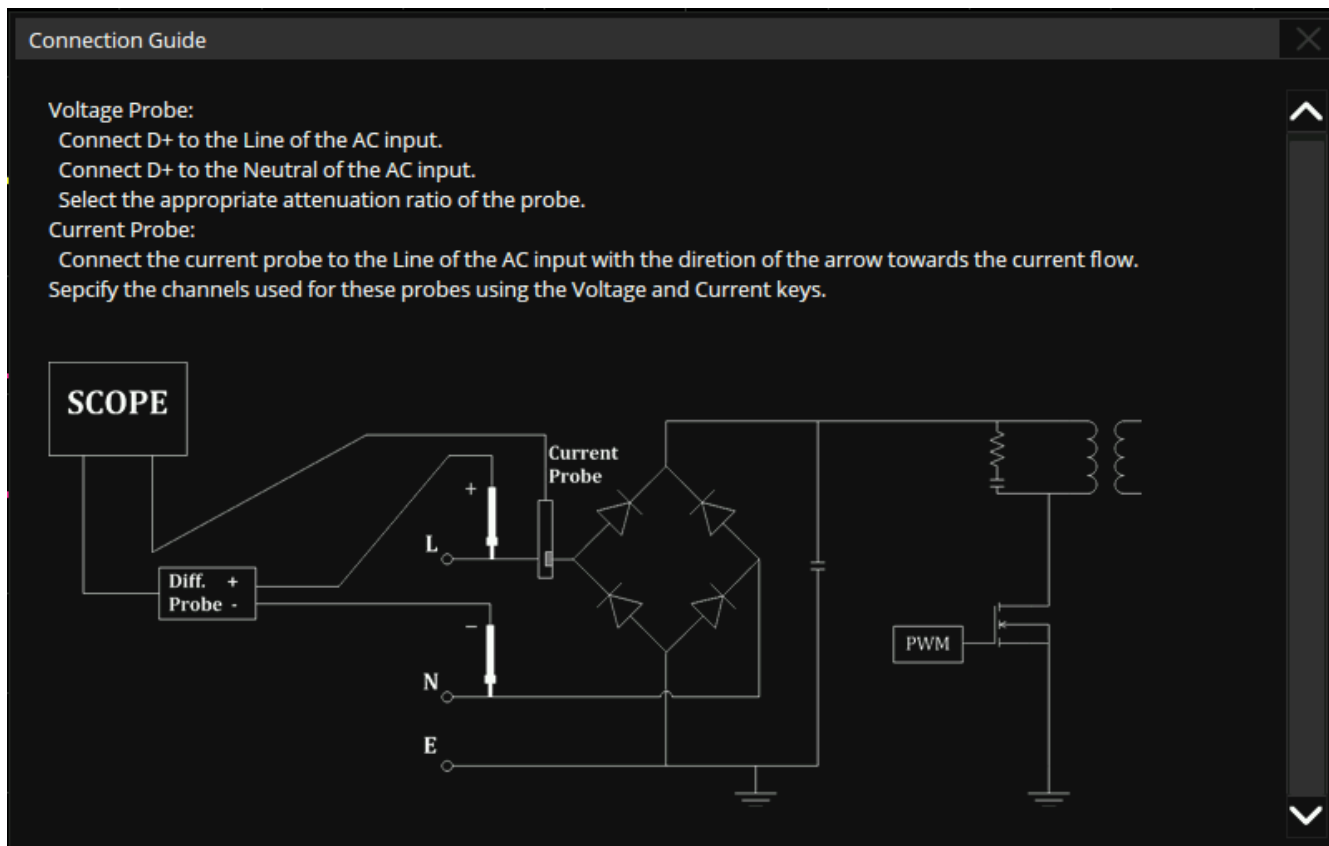 Connection Guide
Voltage Probe:
Connect D+ to the Line of the AC input.
Connect D+ to the Neutral of the AC input.
Select the appropriate attenuation ratio of the probe.
Current Probe:
Connect the current probe to the Line of the AC input with the diretion of the arrow towards the current flow.
Sepcify the channels used for these probes using the Voltage and Current keys.
SCOPE
Current
Probe
+
L
Diff. +
Probe -
−
N
PWM
E